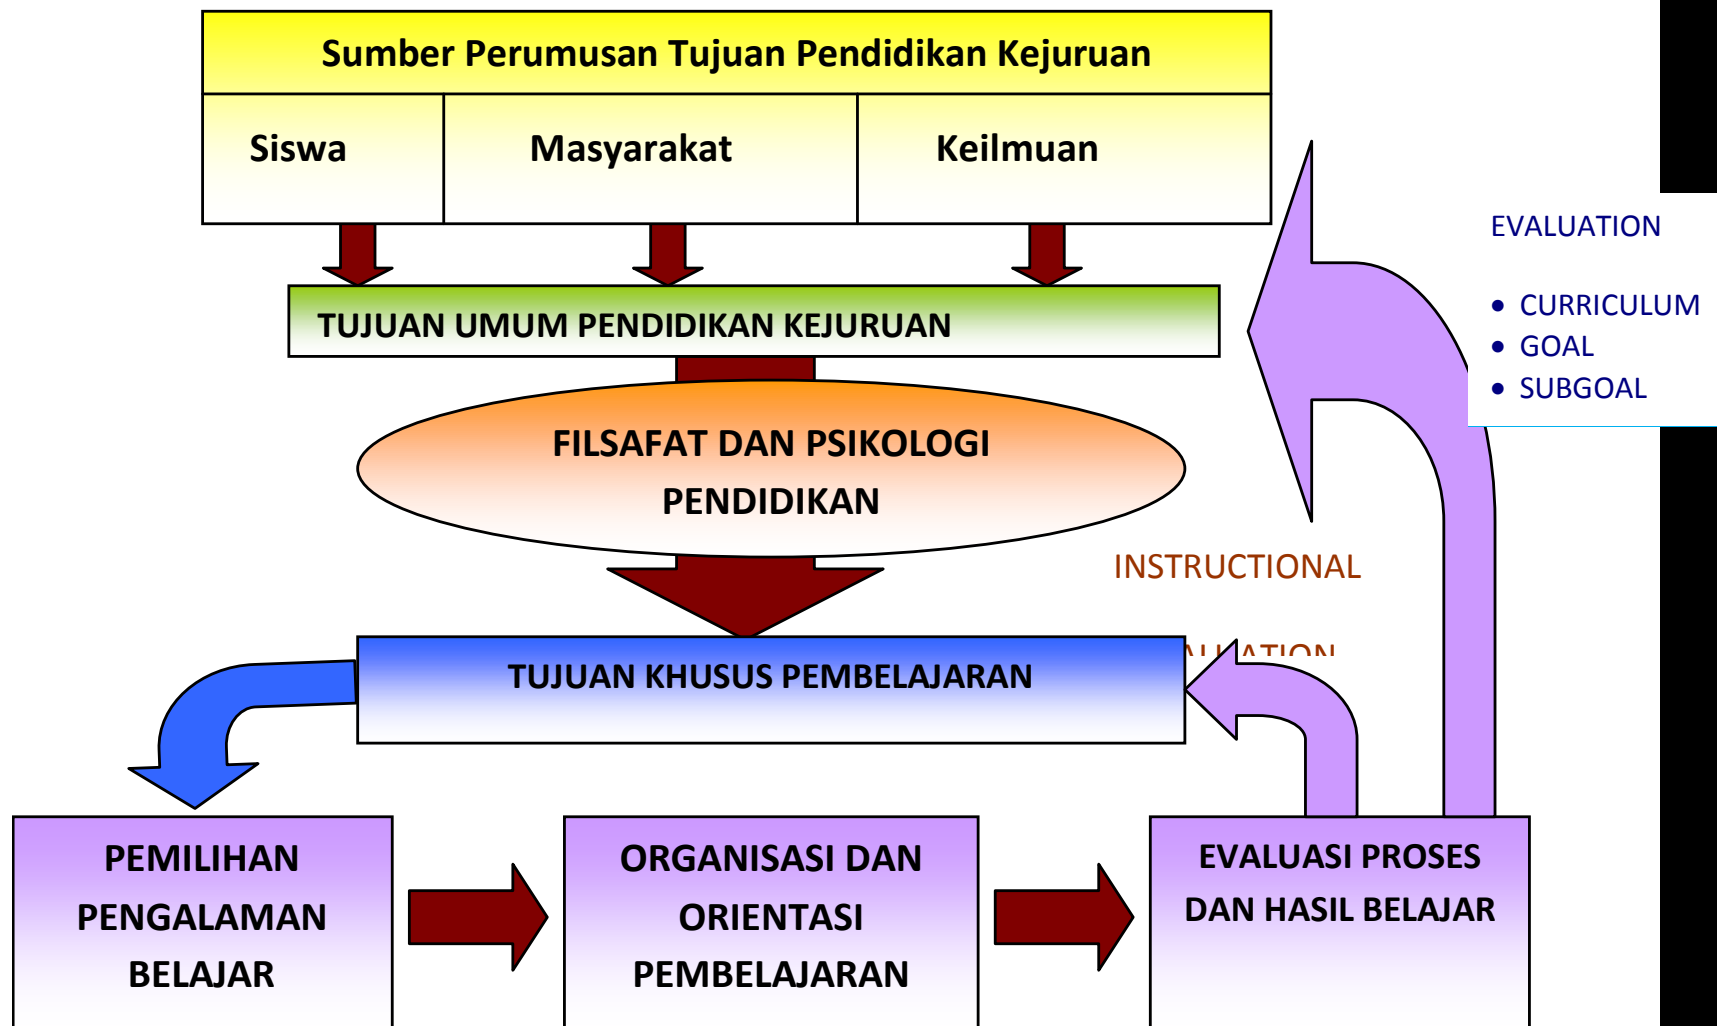 Sumber Perumusan Tujuan Pendidikan Kejuruan
Siswa
Masyarakat
Keilmuan
EVALUATION
• CURRICULUM
• GOAL
• SUBGOAL
TUJUAN UMUM PENDIDIKAN KEJURUAN
FILSAFAT DAN PSIKOLOGI
PENDIDIKAN
INSTRUCTIONAL
TUJUAN KHUSUS PEMBELAJARAN
PEMILIHAN
PENGALAMAN
BELAJAR
ORGANISASI DAN
ORIENTASI
PEMBELAJARAN
EVALUASI PROSES
DAN HASIL BELAJAR